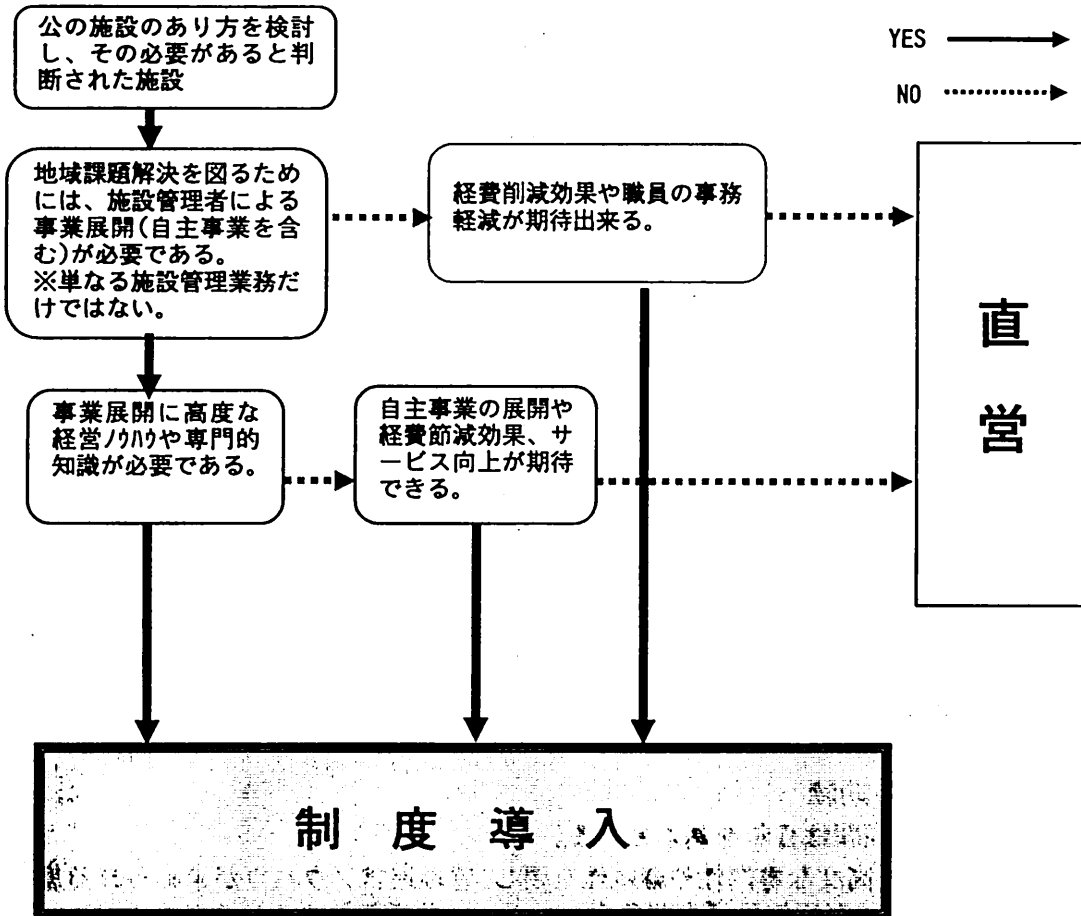 公の施設のあり方を検討
し、その必要があると判
断された施設
YES
NO
地域課題解決を図るため
には、施設管理者による
事業展開(自主事業を含
む)が必要である。
※単なる施設管理業務だ
けではない。
経費削減効果や職員の事務
軽減が期待出来る。
直
営
事業展開に高度な
経営ノウハウや専門的
知識が必要である。
自主事業の展開や
経費節減効果、サ
ービス向上が期待
できる。
制度導入